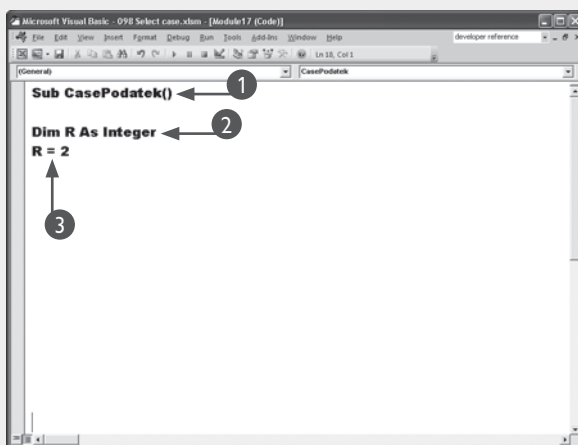 Microsoft Visual Basic - 098 Select case.xlsm - [Module17 (Code)]
File Edit View Insert Format Debug Run Tools Add-Ins Window Help developer reference
Ln 18, Col 1
(General) CasePodatek
Sub CasePodatek() 1
Dim R As Integer 2
R = 2
3